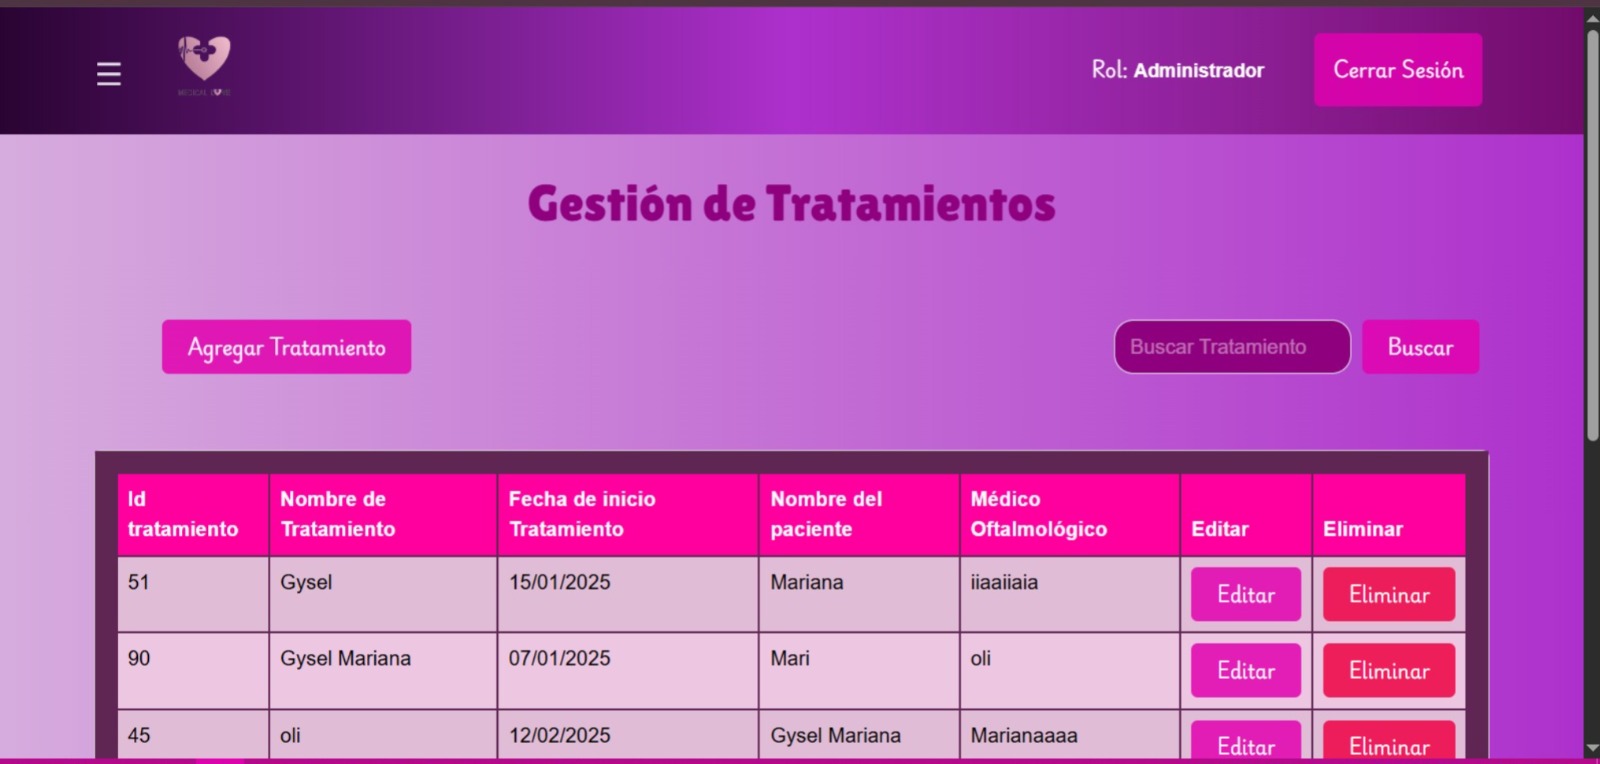 MEDICAL LOVE
Rol: Administrador
Cerrar Sesión
Gestión de Tratamientos
Agregar Tratamiento
Buscar Tratamiento
Buscar
Id tratamiento
Nombre de Tratamiento
Fecha de inicio Tratamiento
Nombre del paciente
Médico Oftalmológico
Editar
Eliminar
51 Gysel 15/01/2025 Mariana iiaaiiaia Editar Eliminar
90 Gysel Mariana 07/01/2025 Mari oli Editar Eliminar
45 oli 12/02/2025 Gysel Mariana Marianaaaa Editar Eliminar